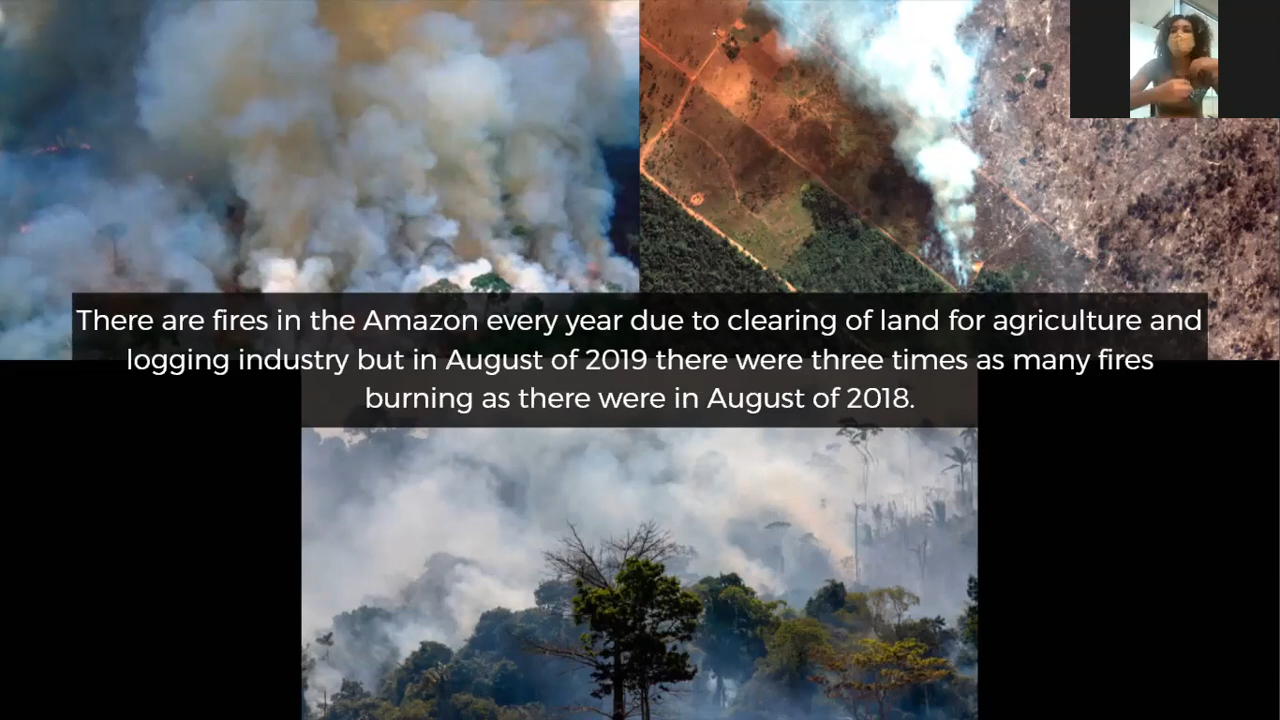 There are fires in the Amazon every year due to clearing of land for agriculture and
logging industry but in August of 2019 there were three times as many fires
burning as there were in August of 2018.